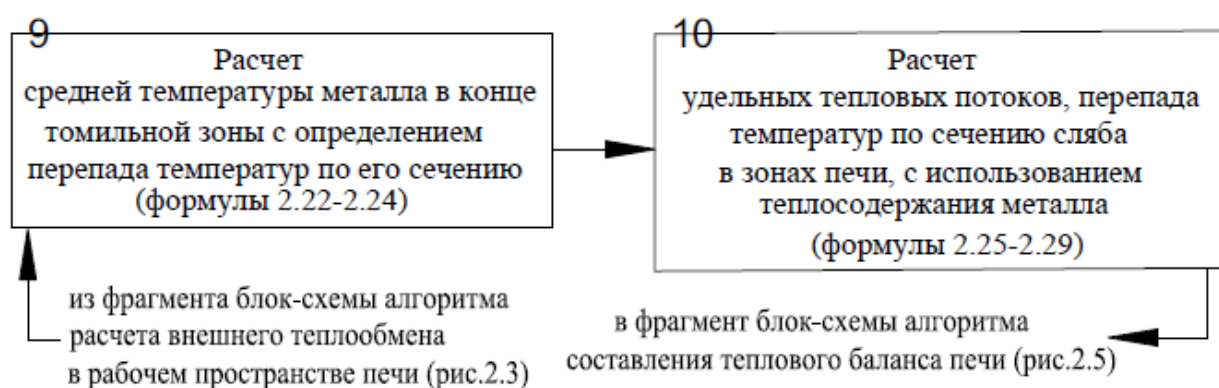 9
Расчет
средней температуры металла в конце
томильной зоны с определением
перепада температур по его сечению
(формулы 2.22-2.24)
10
Расчет
удельных тепловых потоков, перепада
температур по сечению сляба
в зонах печи, с использованием
теплосодержания металла
(формулы 2.25-2.29)
из фрагмента блок-схемы алгоритма
расчета внешнего теплообмена
в рабочем пространстве печи (рис.2.3)
в фрагмент блок-схемы алгоритма
составления теплового баланса печи (рис.2.5)